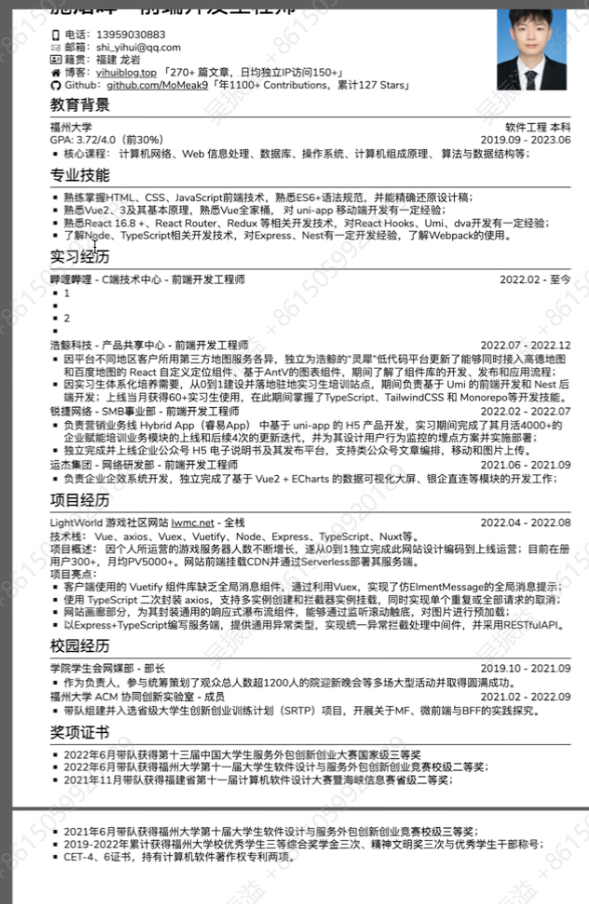 前端开发工程师
电话：13959030883
邮箱：shi_yihui@qq.com
籍贯：福建 龙岩
博客：yihuiblog.top 「270+ 篇文章，日均独立IP访问150+」
Github：github.com/MoMeak9「年1100+ Contributions，累计127 Stars」
教育背景
福州大学 软件工程 本科
GPA: 3.72/4.0（前30%） 2019.09 - 2023.06
▪ 核心课程： 计算机网络、Web 信息处理、数据库、操作系统、计算机组成原理、 算法与数据结构等；
专业技能
▪ 熟练掌握HTML、CSS、JavaScript前端技术，熟悉ES6+语法规范，并能精确还原设计稿；
▪ 熟悉Vue2、3及其基本原理，熟悉Vue全家桶， 对 uni-app 移动端开发有一定经验；
▪ 熟悉React 16.8 +、React Router、Redux 等相关开发技术，对React Hooks、Umi、dva开发有一定经验；
▪ 了解Node、TypeScript相关开发技术，对Express、Nest有一定开发经验，了解Webpack的使用。
实习经历
哔哩哔哩 - C端技术中心 - 前端开发工程师 2022.02 - 至今
▪ 1
▪
▪ 2
▪
浩鲸科技 - 产品共享中心 - 前端开发工程师 2022.07 - 2022.12
▪ 因平台不同地区客户所用第三方地图服务各异，独立为浩鲸的“灵犀”低代码平台更新了能够同时接入高德地图
和百度地图的 React 自定义定位组件、基于AntV的图表组件，期间了解了组件库的开发、发布和应用流程；
▪ 因实习生体系化培养需要，从0到1建设并落地驻地实习生培训站点，期间负责基于 Umi 的前端开发和 Nest 后
端开发；上线当月获得60+实习生使用，在此期间掌握了TypeScript、TailwindCSS 和 Monorepo等开发技能。
锐捷网络 - SMB事业部 - 前端开发工程师 2022.02 - 2022.07
▪ 负责营销业务线 Hybrid App（睿易App） 中基于 uni-app 的 H5 产品开发，实习期间完成了其月活4000+的
企业赋能培训业务模块的上线和后续4次的更新迭代，并为其设计用户行为监控的埋点方案并实施部署；
▪ 独立完成并上线企业公众号 H5 电子说明书及其发布平台，支持类公众号文章编排，移动和图片上传。
运杰集团 - 网络研发部 - 前端开发工程师 2021.06 - 2021.09
▪ 负责企业企效系统开发，独立完成了基于 Vue2 + ECharts 的数据可视化大屏、银企直连等模块的开发工作；
项目经历
LightWorld 游戏社区网站 lwmc.net - 全栈 2022.04 - 2022.08
技术栈： Vue、axios、Vuex、Vuetify、Node、Express、TypeScript、Nuxt等。
项目概述： 因个人所运营的游戏服务器人数不断增长，遂从0到1独立完成此网站设计编码到上线运营；目前在册
用户300+，月均PV5000+。网站前端挂载CDN并通过Serverless部署其服务端。
项目亮点：
▪ 客户端使用的 Vuetify 组件库缺乏全局消息组件，通过利用Vuex，实现了仿ElmentMessage的全局消息提示；
▪ 使用 TypeScript 二次封装 axios，支持多实例创建和拦截器实例挂载，同时实现单个重复或全部请求的取消；
▪ 网站画廊部分，为其封装通用的响应式瀑布流组件，能够通过监听滚动触底，对图片进行预加载；
▪ 以Express+TypeScript编写服务端，提供通用异常类型，实现统一异常拦截处理中间件，并采用RESTfulAPI。
校园经历
学院学生会网媒部 - 部长 2019.10 - 2021.09
▪ 作为负责人，参与统筹策划了观众总人数超1200人的院迎新晚会等多场大型活动并取得圆满成功。
福州大学 ACM 协同创新实验室 - 成员 2021.02 - 2022.09
▪ 带队组建并入选省级大学生创新创业训练计划（SRTP）项目，开展关于MF、微前端与BFF的实践探究。
奖项证书
▪ 2022年6月带队获得第十三届中国大学生服务外包创新创业大赛国家级三等奖
▪ 2022年6月带队获得福州大学第十一届大学生软件设计与服务外包创新创业竞赛校级二等奖；
▪ 2021年11月带队获得福建省第十一届计算机软件设计大赛暨海峡信息赛省级二等奖；
▪ 2021年6月带队获得福州大学第十届大学生软件设计与服务外包创新创业竞赛校级三等奖；
▪ 2019-2022年累计获得福州大学校优秀学生三等综合奖学金三次、精神文明奖三次与优秀学生干部称号；
▪ CET-4、6证书，持有计算机软件著作权专利两项。